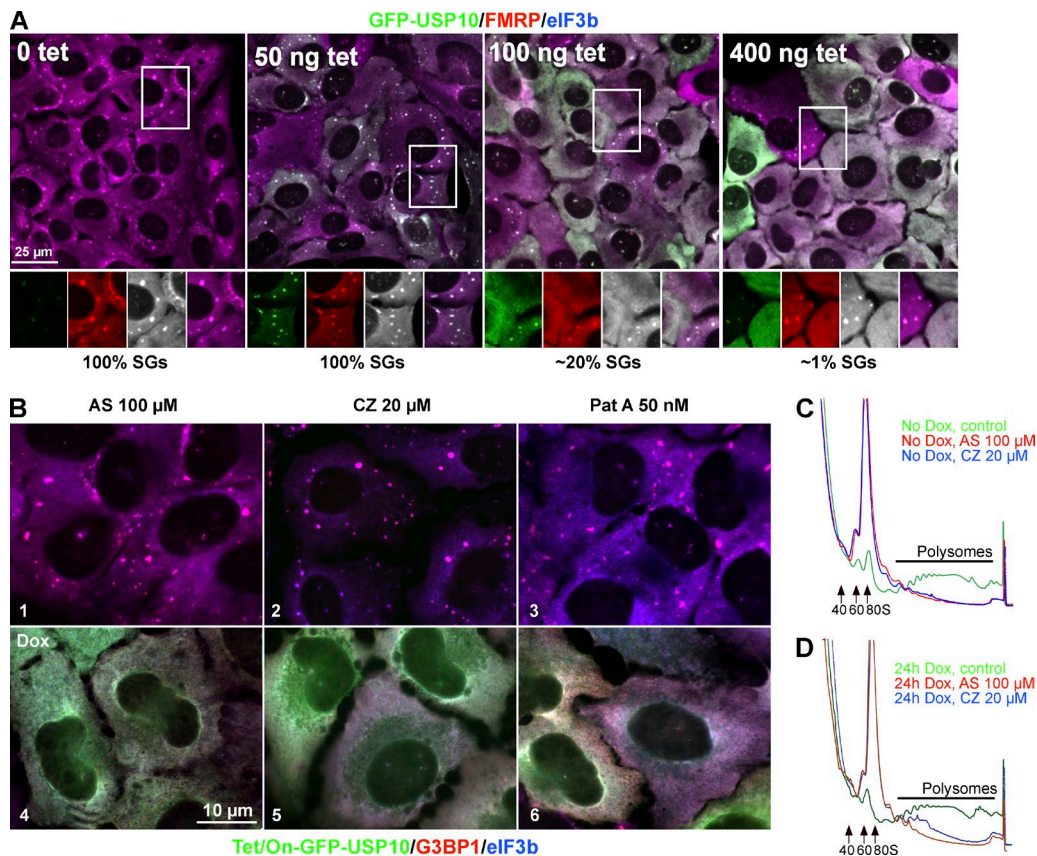 A
GFP-USP10/FMRP/eIF3b
0 tet
50 ng tet
100 ng tet
400 ng tet
25 µm
100% SGs
100% SGs
~20% SGs
~1% SGs
B
AS 100 µM
CZ 20 µM
Pat A 50 nM
1
2
3
Dox
4
10 µm
5
6
Tet/On-GFP-USP10/G3BP1/eIF3b
C
No Dox, control
No Dox, AS 100 µM
No Dox, CZ 20 µM
Polysomes
40 60 80S
D
24h Dox, control
24h Dox, AS 100 µM
24h Dox, CZ 20 µM
Polysomes
40 60 80S